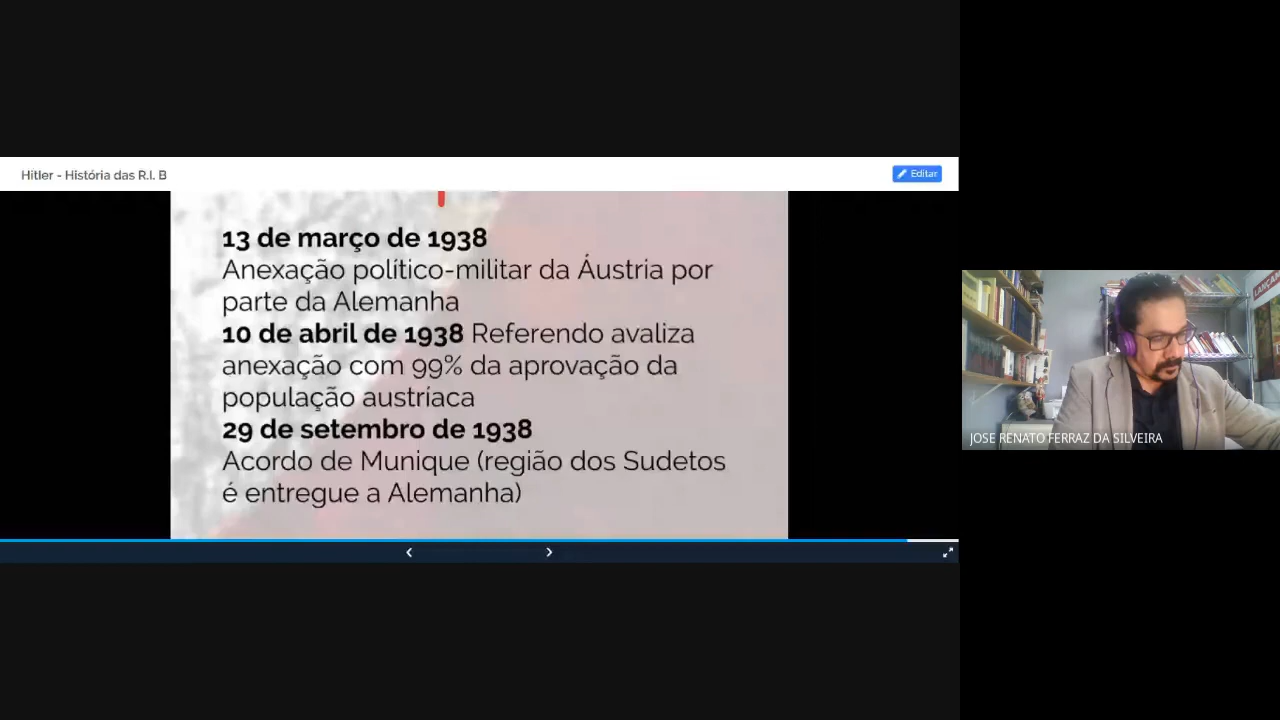 Hitler - História das R.I. B
Editar
13 de março de 1938
Anexação político-militar da Áustria por
parte da Alemanha
10 de abril de 1938 Referendo avaliza
anexação com 99% da aprovação da
população austríaca
29 de setembro de 1938
Acordo de Munique (região dos Sudetos
é entregue a Alemanha)
JOSE RENATO FERRAZ DA SILVEIRA